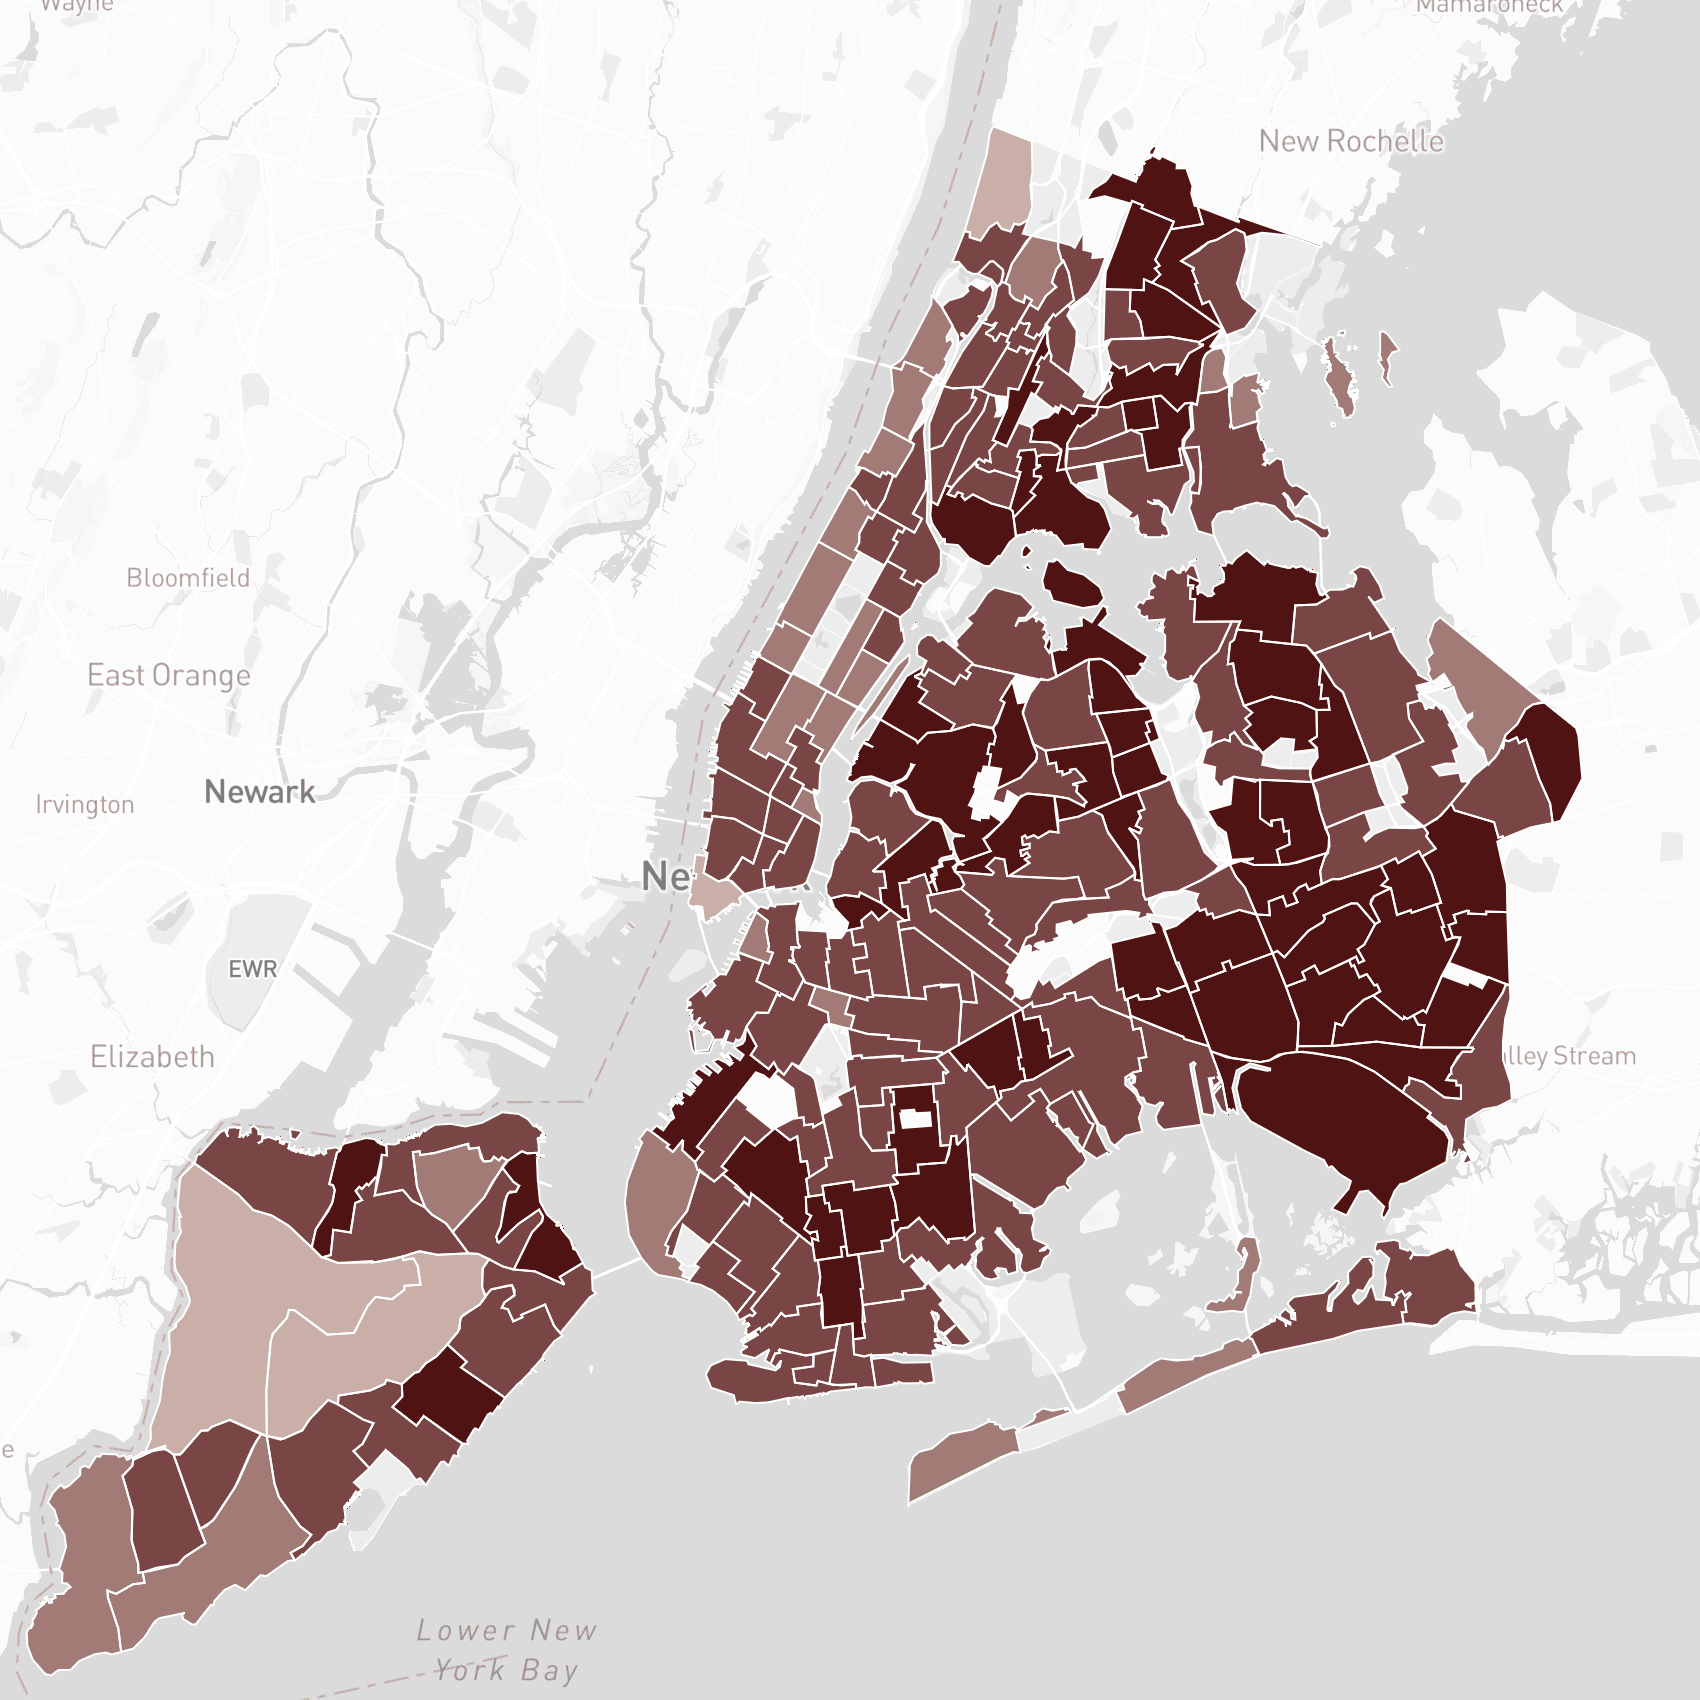 Wayne
Mamaroneck
New Rochelle
Bloomfield
East Orange
Newark
Irvington
Ne
k
EWR
Elizabeth
lley Stream
e
Lower New
York Bay